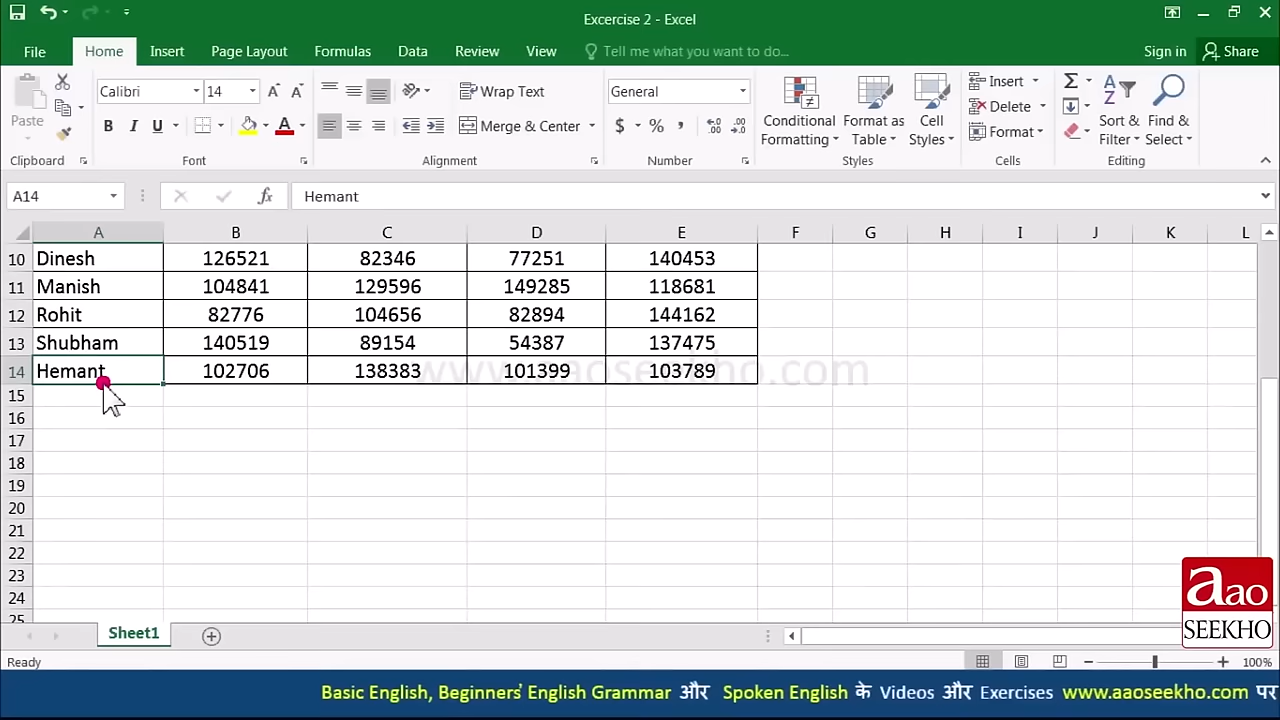 Excercise 2 - Excel
File Home Insert Page Layout Formulas Data Review View Tell me what you want to do... Sign in Share
Calibri 14 Wrap Text General Insert
Paste B I U Merge & Center $ % , Conditional Formatting Format as Table Cell Styles Delete Format Sort & Filter Find & Select
Clipboard Font Alignment Number Styles Cells Editing
A14 fx Hemant
A B C D E F G H I J K L
10 Dinesh 126521 82346 77251 140453
11 Manish 104841 129596 149285 118681
12 Rohit 82776 104656 82894 144162
13 Shubham 140519 89154 54387 137475
14 Hemant 102706 138383 101399 103789
www.aaoseekho.com
15
16
17
18
19
20
21
22
23
24
25
aao
SEEKHO
Sheet1
Ready 100%
Basic English, Beginners' English Grammar और Spoken English के Videos और Exercises www.aaoseekho.com पर